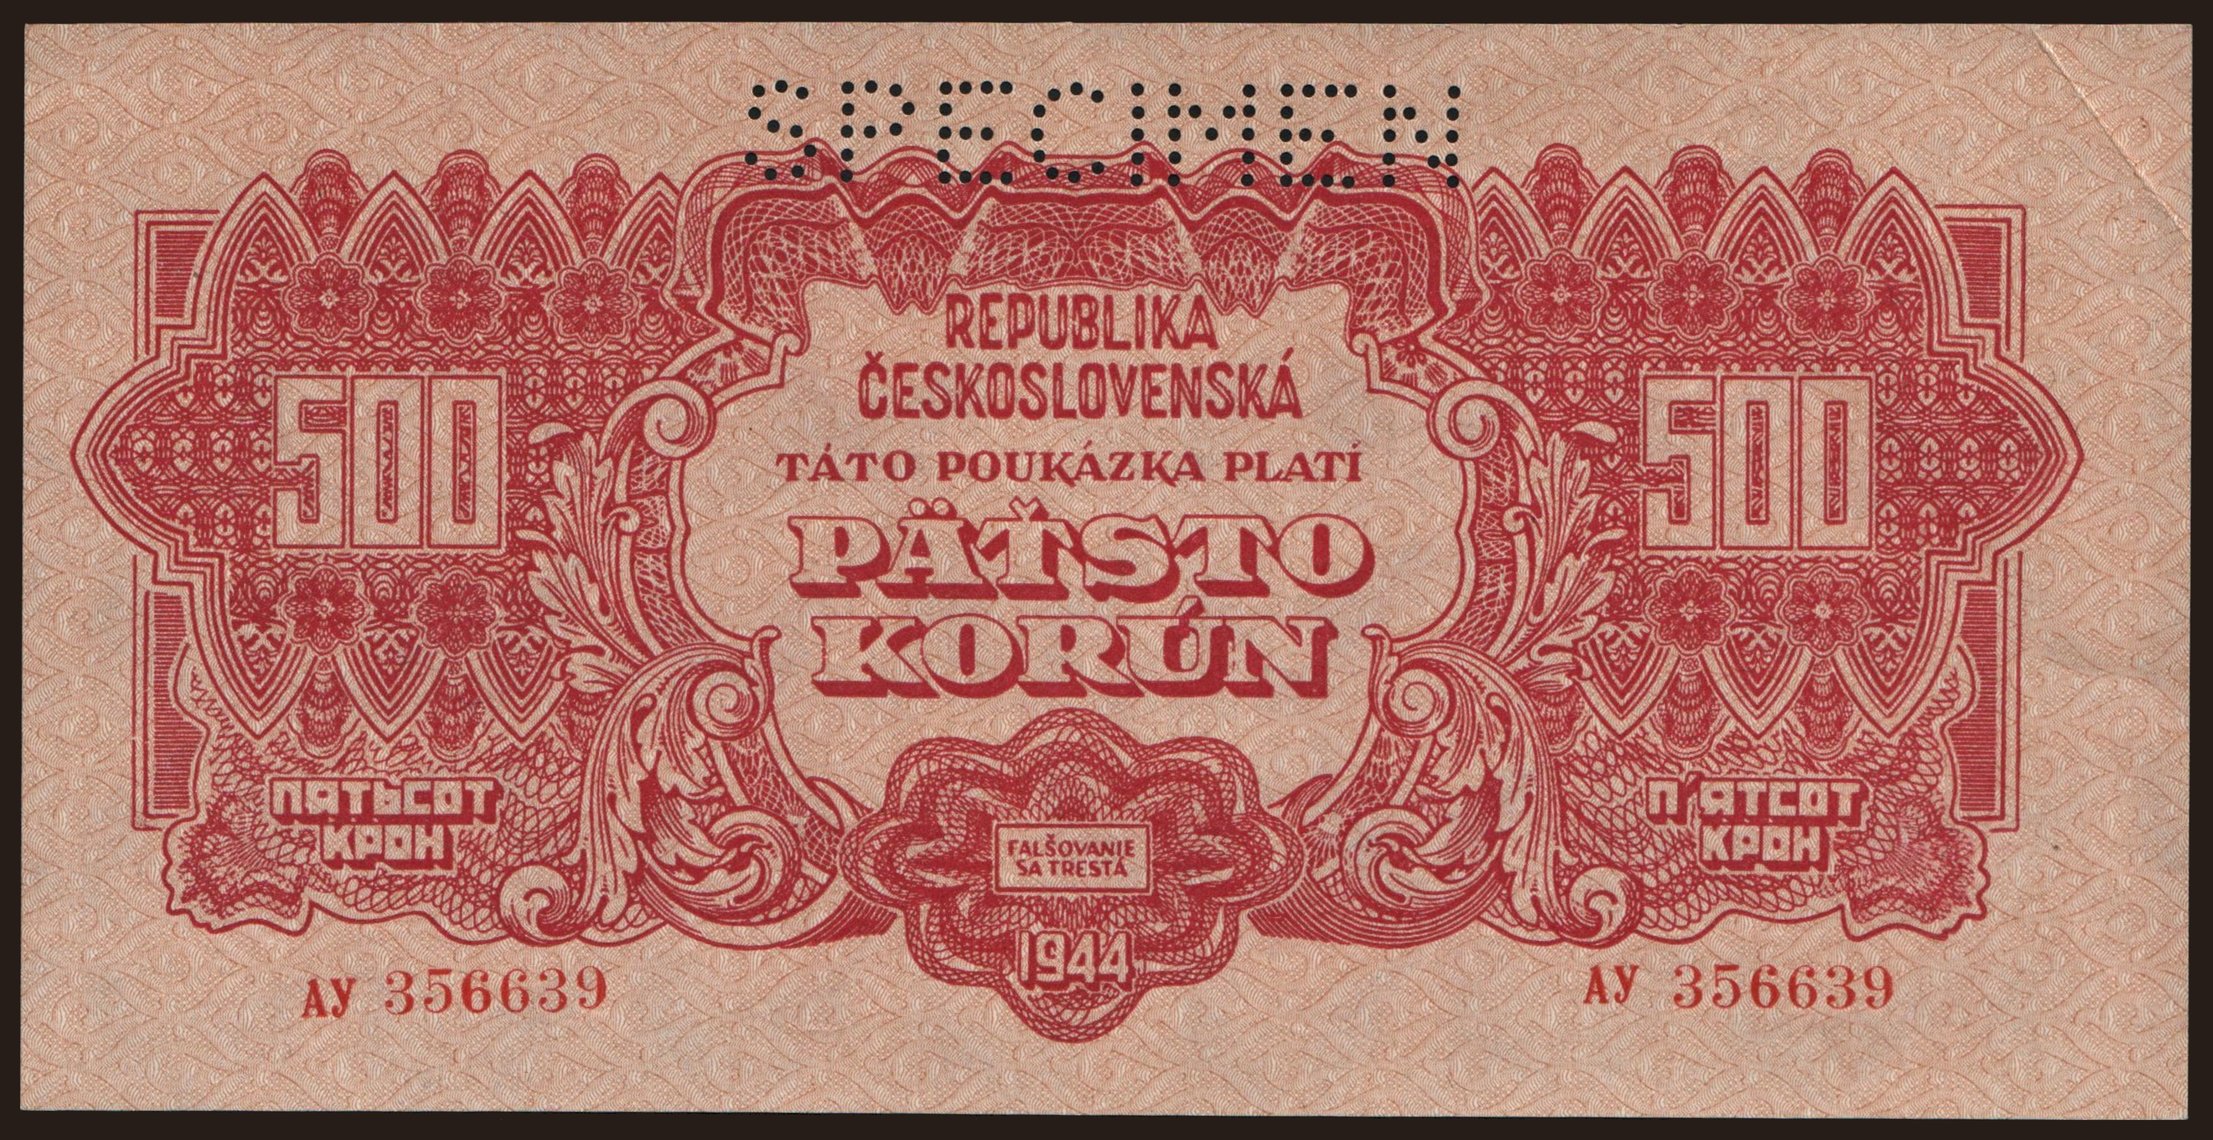 SPECIMEN
REPUBLIKA
ČESKOSLOVENSKÁ
TÁTO POUKÁZKA PLATÍ
500
500
PÄŤSTO
KORÚN
ПЯТЬСОТ
КРОН
П'ЯТСОТ
КРОН
FALŠOVANIE
SA TRESTÁ
1944
АУ 356639
АУ 356639